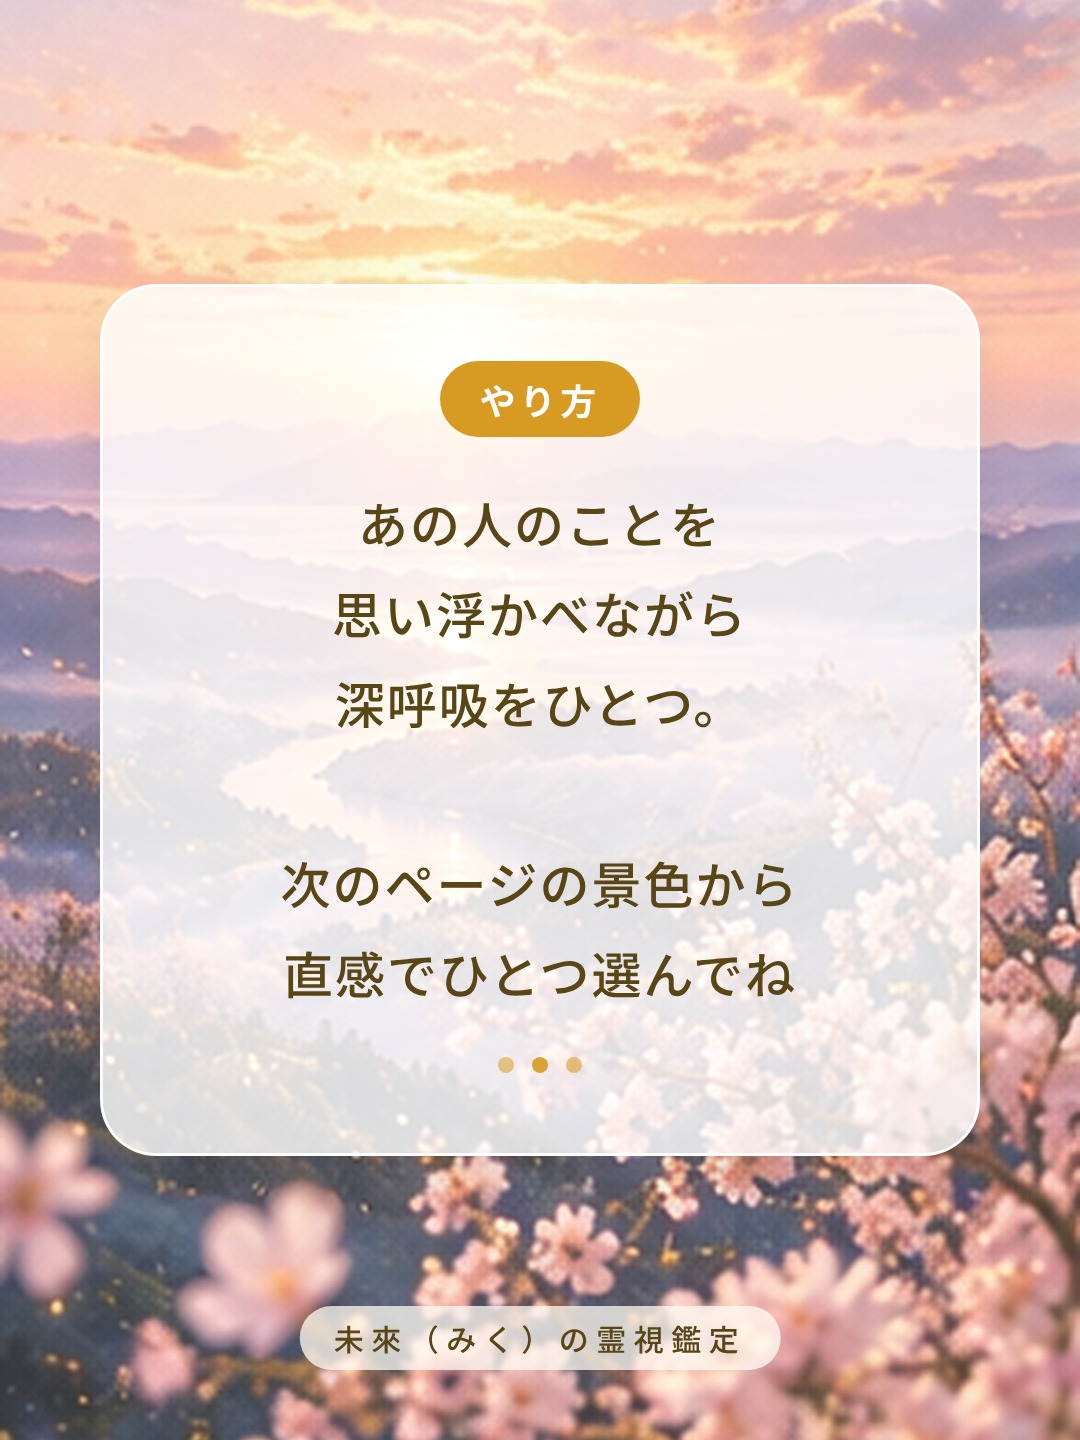 やり方
あの人のことを
思い浮かべながら
深呼吸をひとつ。
次のページの景色から
直感でひとつ選んでね
未來（みく）の霊視鑑定